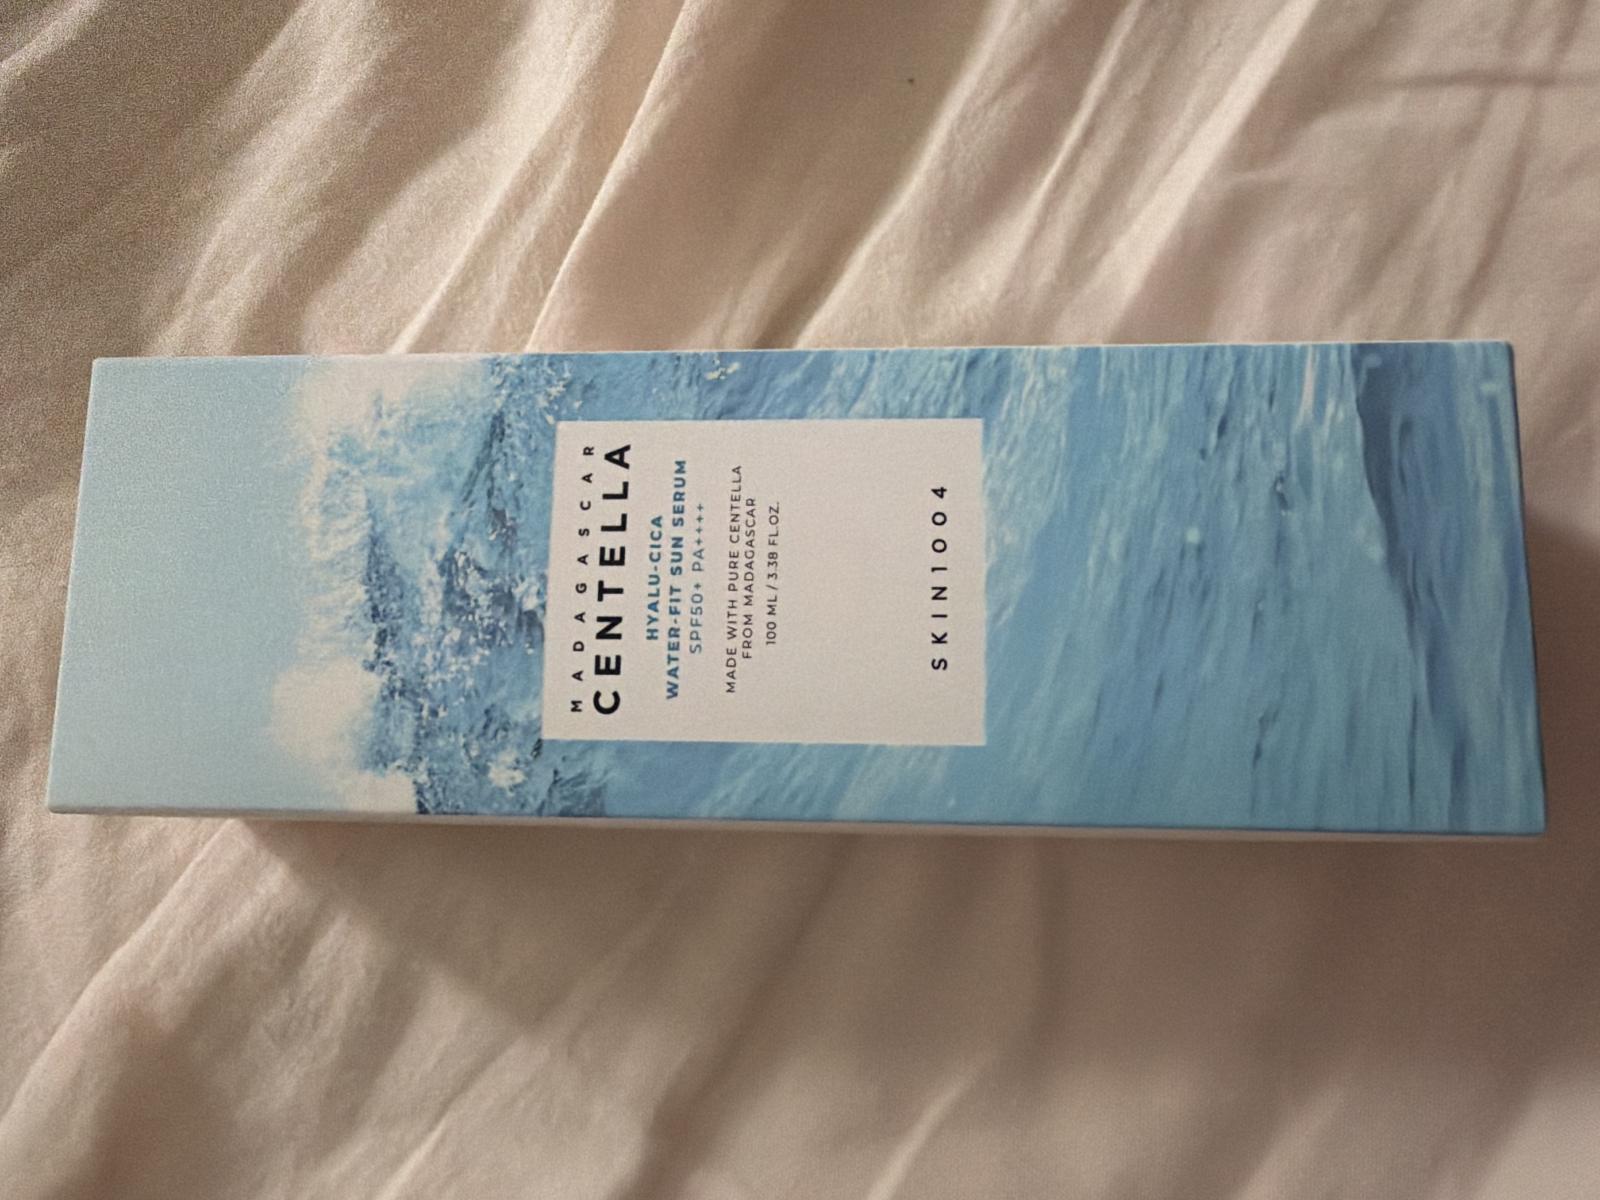 MADAGASCAR
CENTELLA
HYALU-CICA
WATER-FIT SUN SERUM
SPF50+ PA++++
MADE WITH PURE CENTELLA
FROM MADAGASCAR
100 ML / 3.38 FL.OZ.
SKIN1004